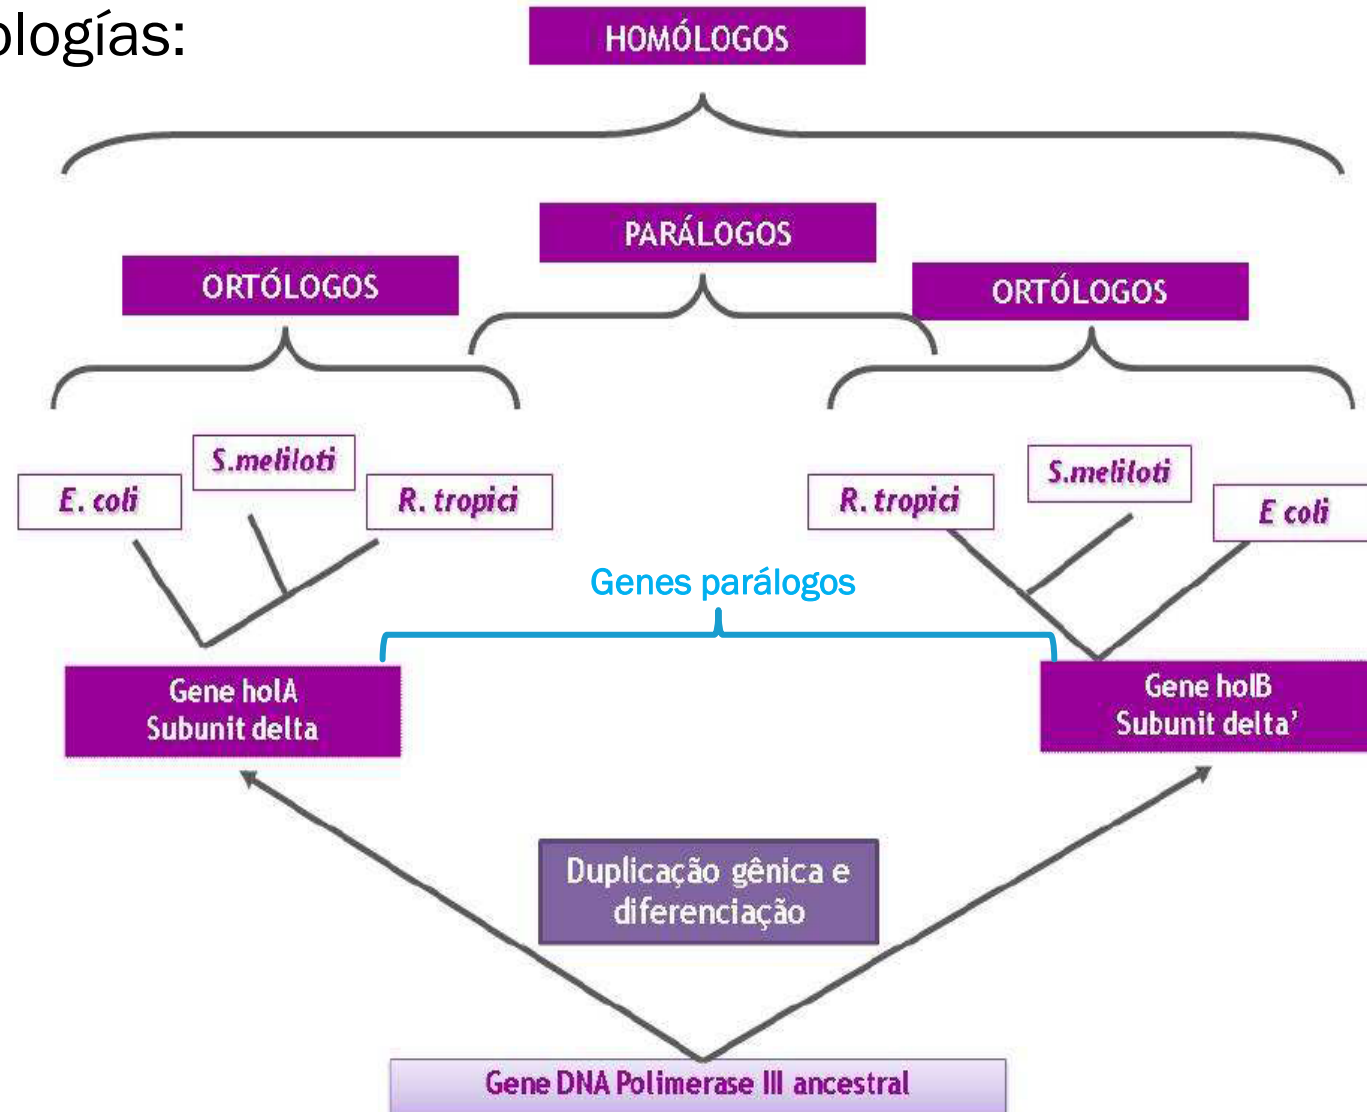 ologías:
HOMÓLOGOS
PARÁLOGOS
ORTÓLOGOS
ORTÓLOGOS
E. coli
S.meliloti
R. tropici
R. tropici
S.meliloti
E coli
Genes parálogos
Gene holA
Subunit delta
Gene holB
Subunit delta’
Duplicação gênica e
diferenciação
Gene DNA Polimerase III ancestral